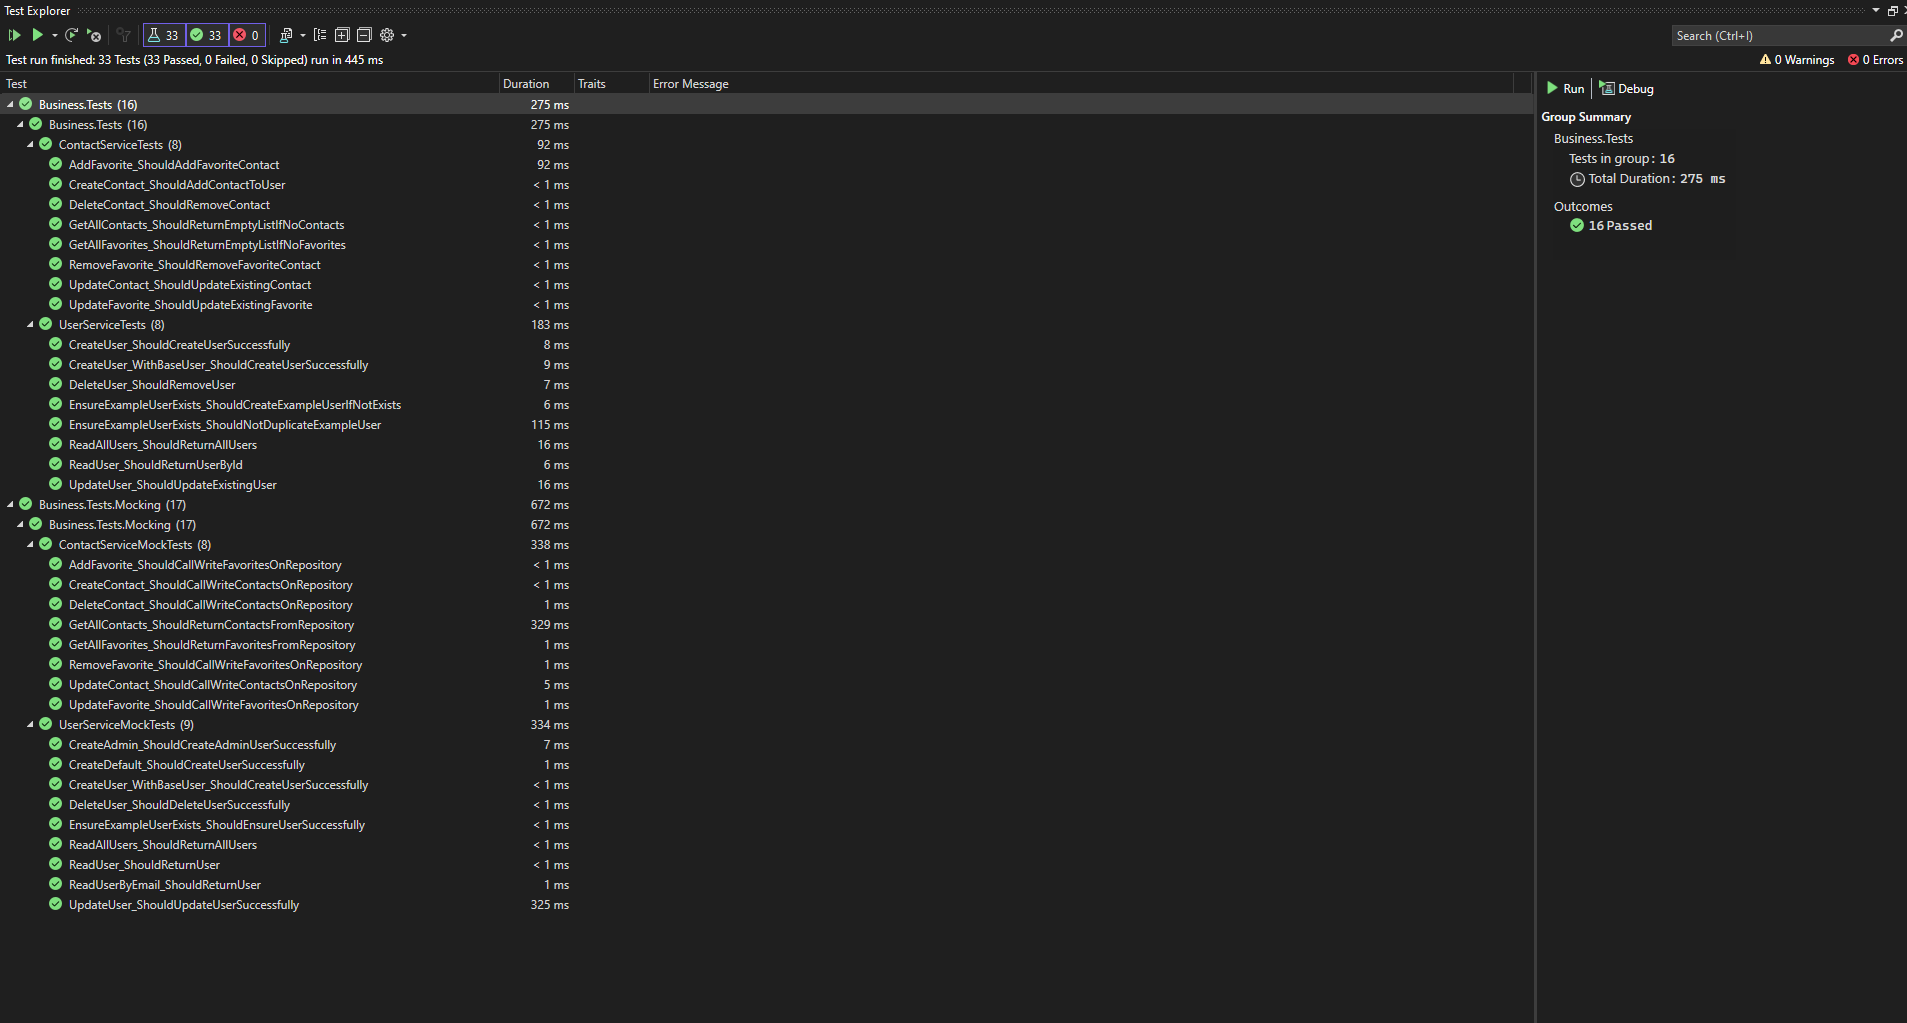 Test Explorer
33 33 0
Search (Ctrl+I)
Test run finished: 33 Tests (33 Passed, 0 Failed, 0 Skipped) run in 445 ms
0 Warnings 0 Errors
Test Duration Traits Error Message
Business.Tests (16) 275 ms
Business.Tests (16) 275 ms
ContactServiceTests (8) 92 ms
AddFavorite_ShouldAddFavoriteContact 92 ms
CreateContact_ShouldAddContactToUser < 1 ms
DeleteContact_ShouldRemoveContact < 1 ms
GetAllContacts_ShouldReturnEmptyListIfNoContacts < 1 ms
GetAllFavorites_ShouldReturnEmptyListIfNoFavorites < 1 ms
RemoveFavorite_ShouldRemoveFavoriteContact < 1 ms
UpdateContact_ShouldUpdateExistingContact < 1 ms
UpdateFavorite_ShouldUpdateExistingFavorite < 1 ms
UserServiceTests (8) 183 ms
CreateUser_ShouldCreateUserSuccessfully 8 ms
CreateUser_WithBaseUser_ShouldCreateUserSuccessfully 9 ms
DeleteUser_ShouldRemoveUser 7 ms
EnsureExampleUserExists_ShouldCreateExampleUserIfNotExists 6 ms
EnsureExampleUserExists_ShouldNotDuplicateExampleUser 115 ms
ReadAllUsers_ShouldReturnAllUsers 16 ms
ReadUser_ShouldReturnUserById 6 ms
UpdateUser_ShouldUpdateExistingUser 16 ms
Business.Tests.Mocking (17) 672 ms
Business.Tests.Mocking (17) 672 ms
ContactServiceMockTests (8) 338 ms
AddFavorite_ShouldCallWriteFavoritesOnRepository < 1 ms
CreateContact_ShouldCallWriteContactsOnRepository < 1 ms
DeleteContact_ShouldCallWriteContactsOnRepository 1 ms
GetAllContacts_ShouldReturnContactsFromRepository 329 ms
GetAllFavorites_ShouldReturnFavoritesFromRepository 1 ms
RemoveFavorite_ShouldCallWriteFavoritesOnRepository 1 ms
UpdateContact_ShouldCallWriteContactsOnRepository 5 ms
UpdateFavorite_ShouldCallWriteFavoritesOnRepository 1 ms
UserServiceMockTests (9) 334 ms
CreateAdmin_ShouldCreateAdminUserSuccessfully 7 ms
CreateDefault_ShouldCreateUserSuccessfully 1 ms
CreateUser_WithBaseUser_ShouldCreateUserSuccessfully < 1 ms
DeleteUser_ShouldDeleteUserSuccessfully < 1 ms
EnsureExampleUserExists_ShouldEnsureUserSuccessfully < 1 ms
ReadAllUsers_ShouldReturnAllUsers < 1 ms
ReadUser_ShouldReturnUser < 1 ms
ReadUserByEmail_ShouldReturnUser 1 ms
UpdateUser_ShouldUpdateUserSuccessfully 325 ms
Run Debug
Group Summary
Business.Tests
Tests in group: 16
Total Duration: 275 ms
Outcomes
16 Passed